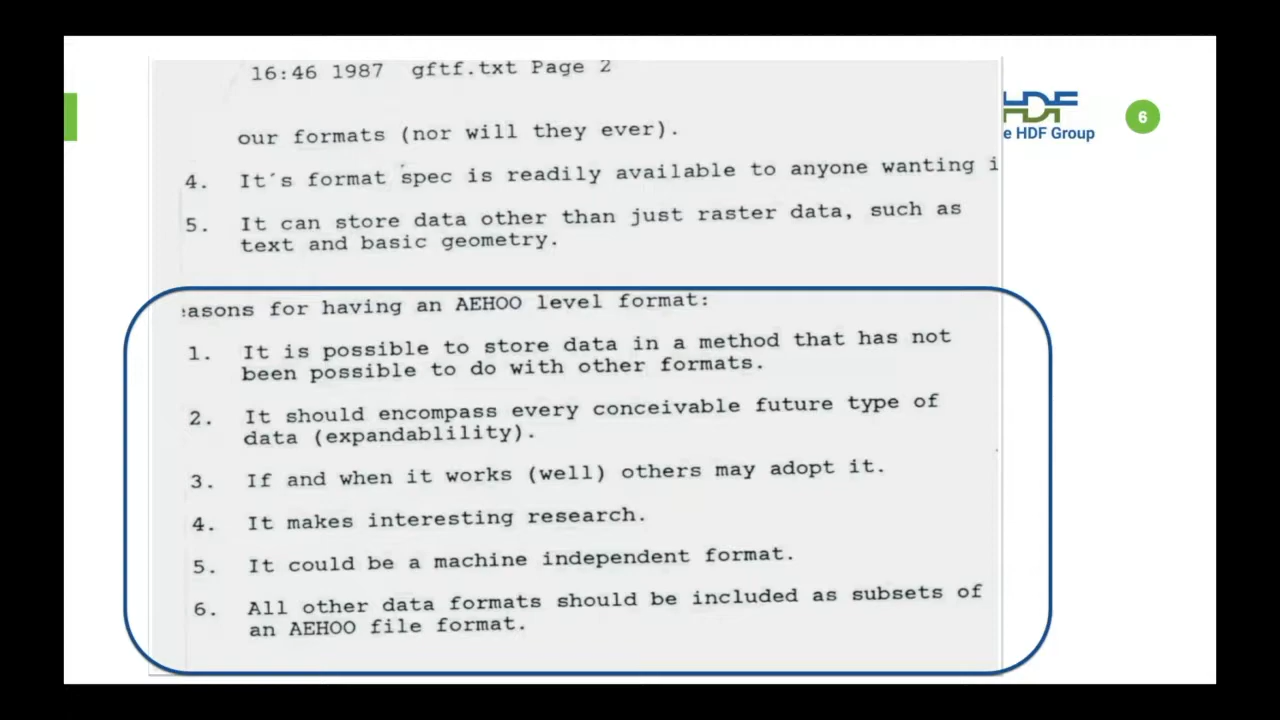 16:46 1987 gftf.txt Page 2
our formats (nor will they ever).
4. It's format spec is readily available to anyone wanting i
5. It can store data other than just raster data, such as
text and basic geometry.
easons for having an AEHOO level format:
1. It is possible to store data in a method that has not
been possible to do with other formats.
2. It should encompass every conceivable future type of
data (expandablility).
3. If and when it works (well) others may adopt it.
4. It makes interesting research.
5. It could be a machine independent format.
6. All other data formats should be included as subsets of
an AEHOO file format.
HDF
e HDF Group
6